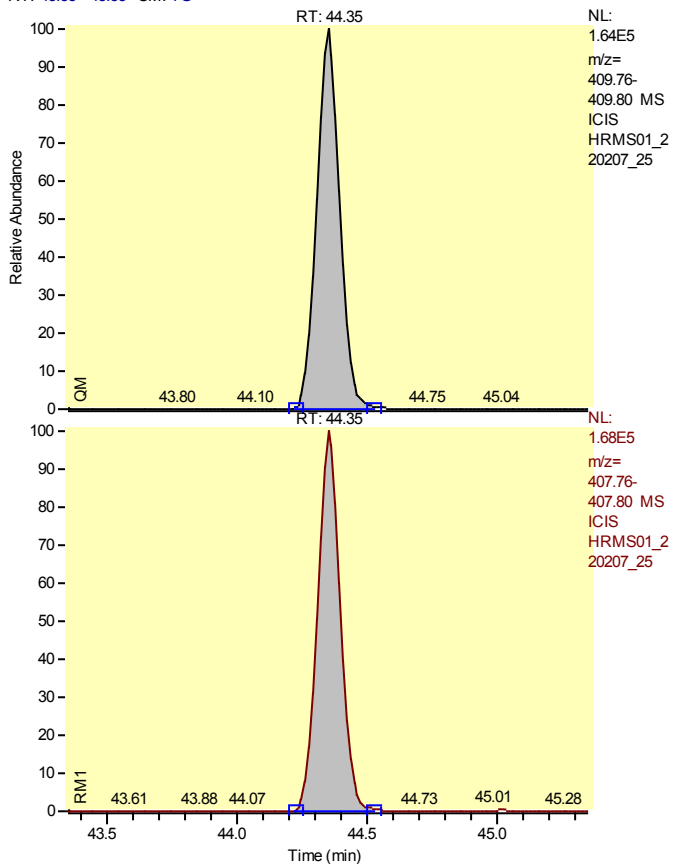 RT: 44.35
NL:
1.64E5
m/z=
409.76-
409.80 MS
ICIS
HRMS01_2
20207_25
100
90
80
70
60
50
40
30
20
10
0
Relative Abundance
QM
43.80 44.10 44.75 45.04
RT: 44.35
NL:
1.68E5
m/z=
407.76-
407.80 MS
ICIS
HRMS01_2
20207_25
100
90
80
70
60
50
40
30
20
10
0
RM1
43.61 43.88 44.07 44.73 45.01 45.28
43.5 44.0 44.5 45.0
Time (min)